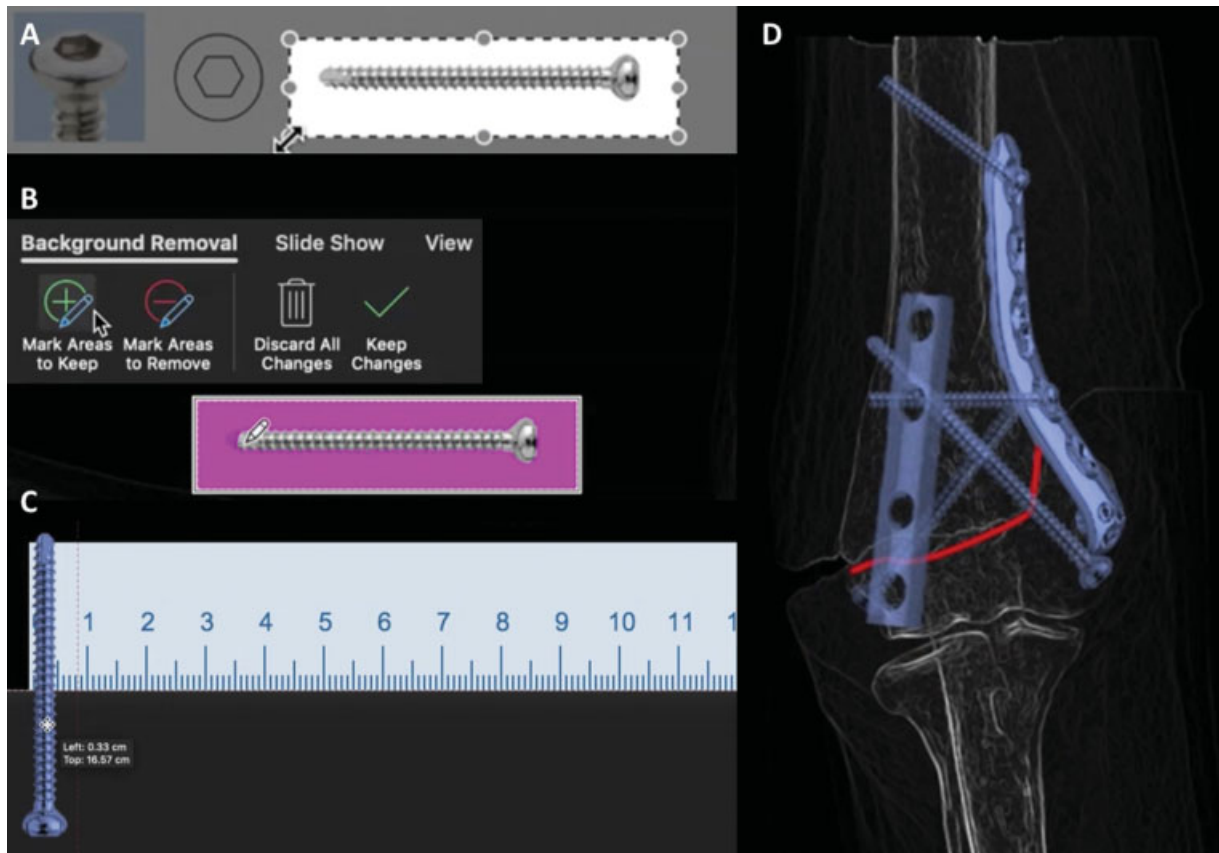 A
B
Background Removal Slide Show View
Mark Areas to Keep
Mark Areas to Remove
Discard All Changes
Keep Changes
C
1 2 3 4 5 6 7 8 9 10 11 1
Left: 0.33 cm
Top: 16.57 cm
D